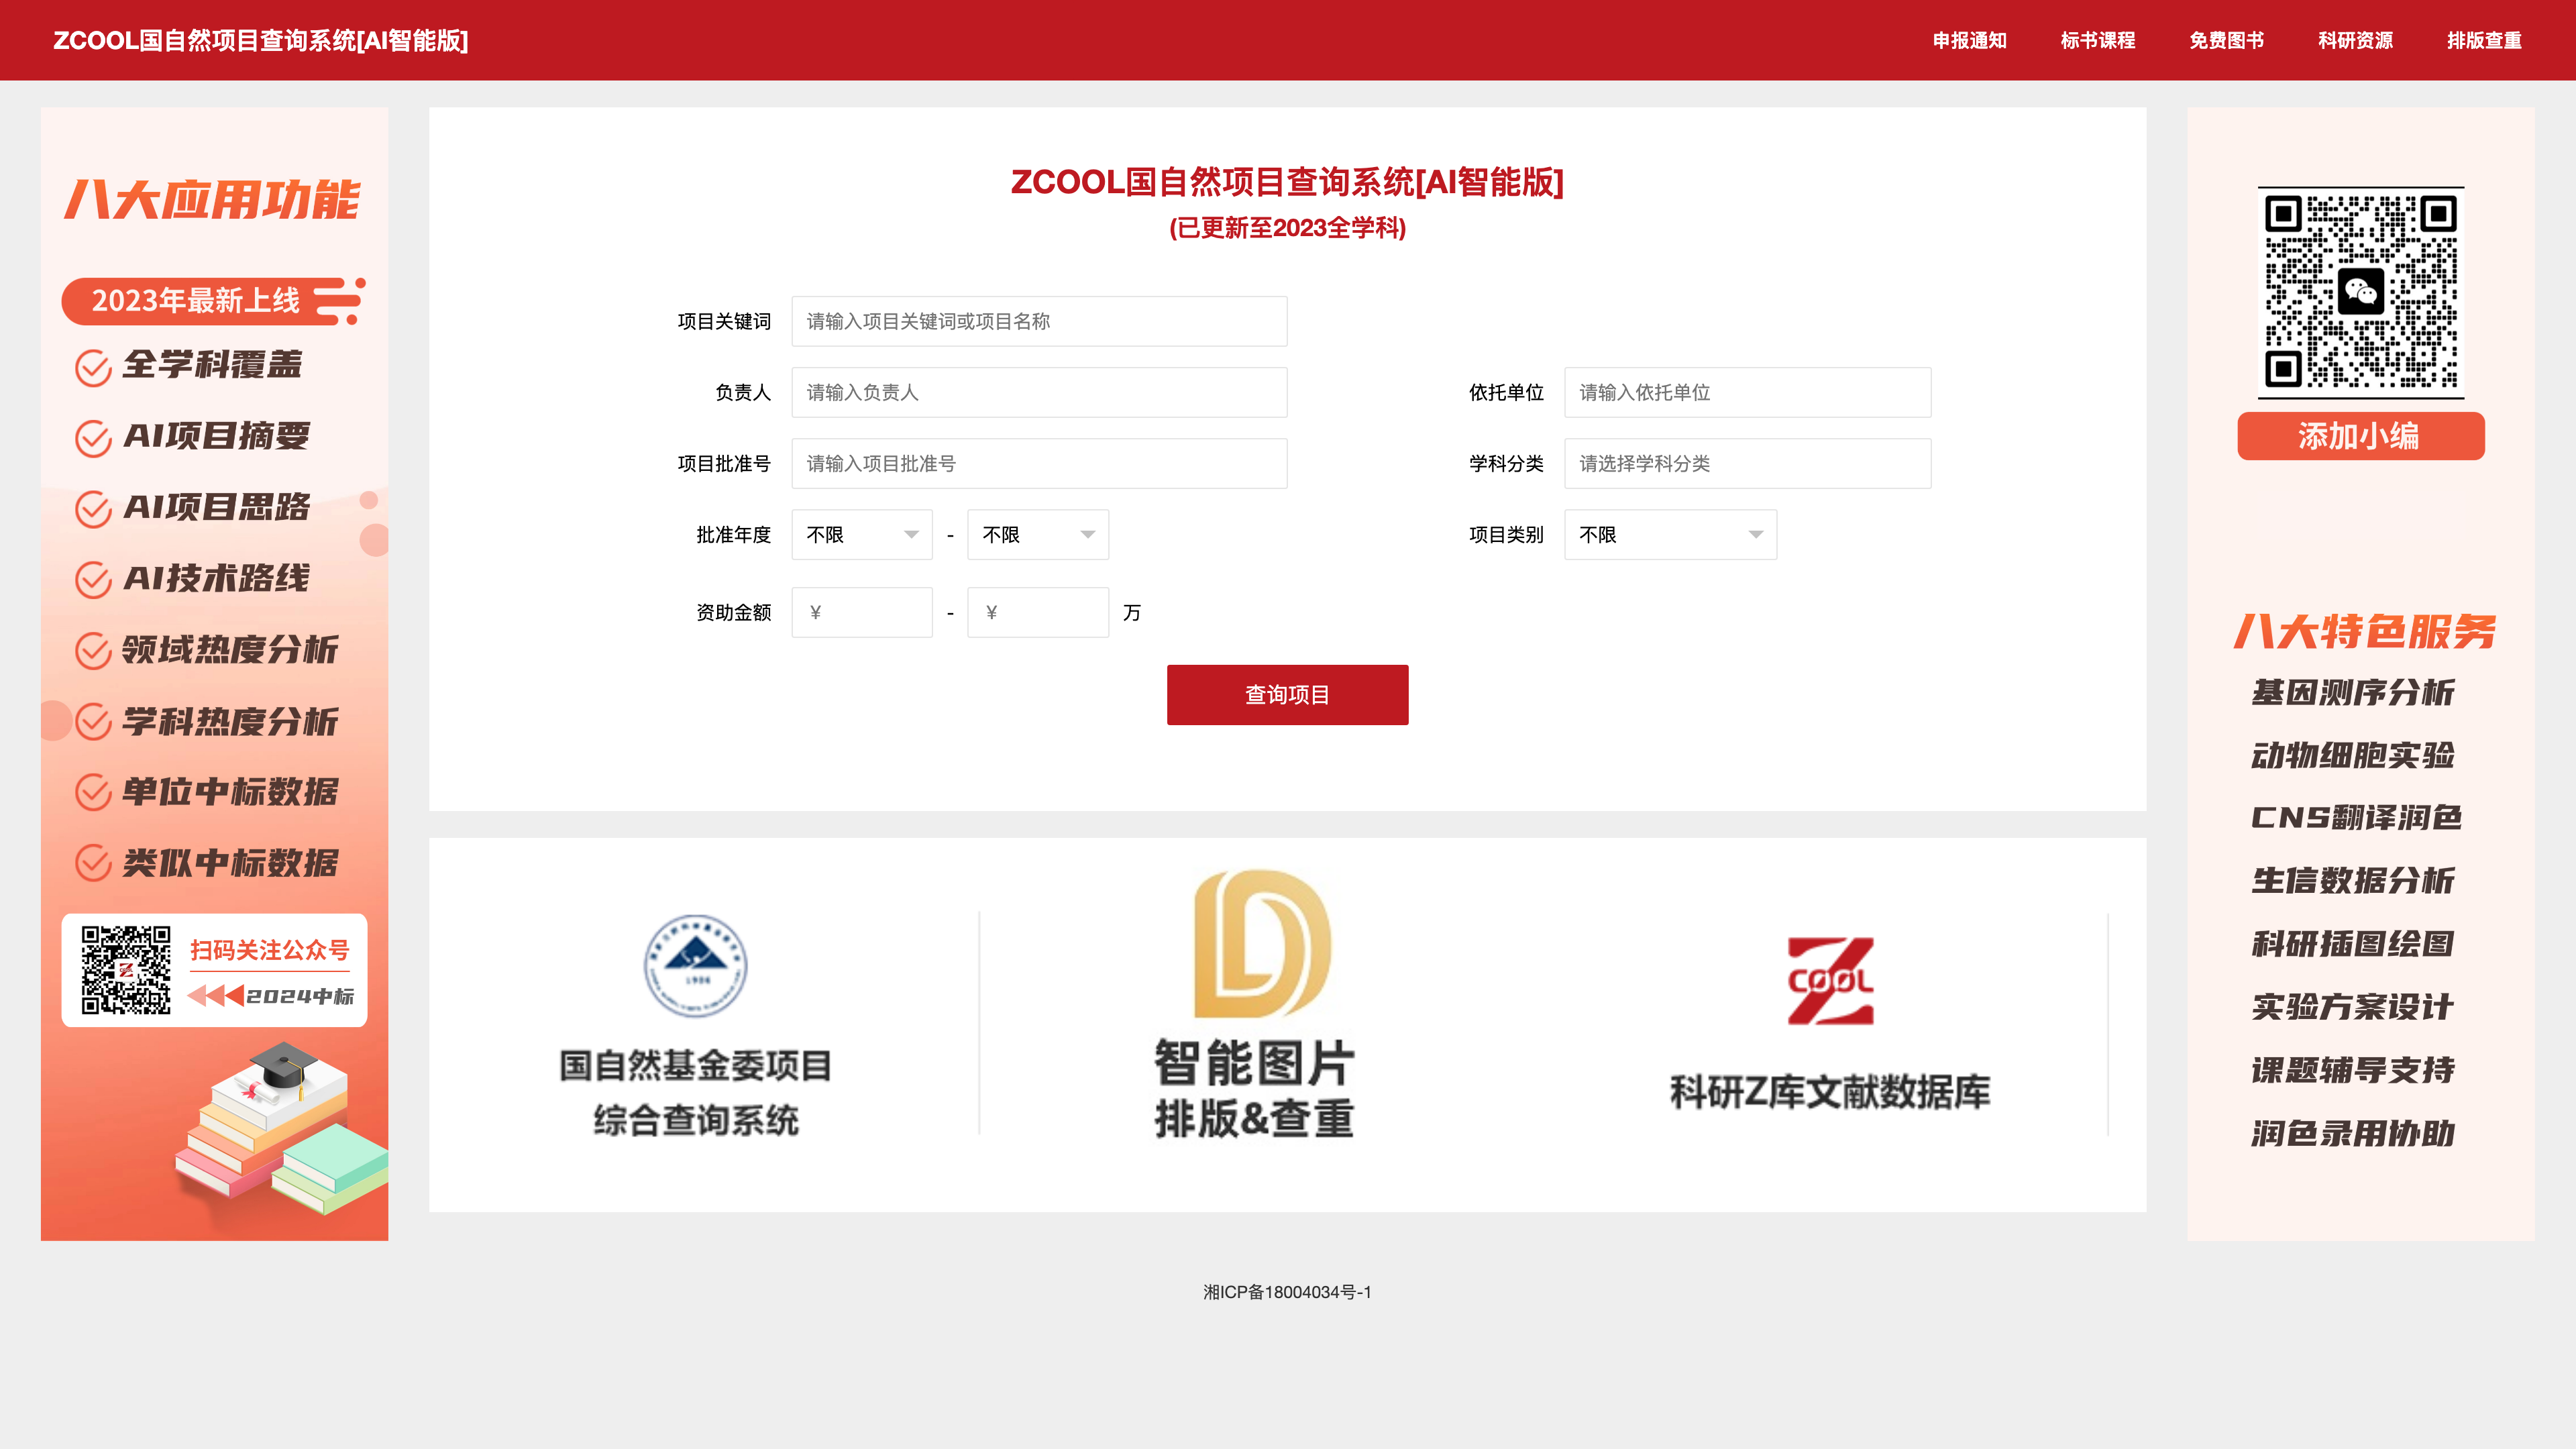 ZCOOL国自然项目查询系统[AI智能版]
申报通知 标书课程 免费图书 科研资源 排版查重
八大应用功能
2023年最新上线
全学科覆盖
AI项目摘要
AI项目思路
AI技术路线
领域热度分析
学科热度分析
单位中标数据
类似中标数据
扫码关注公众号
2024中标
ZCOOL国自然项目查询系统[AI智能版]
(已更新至2023全学科)
项目关键词 请输入项目关键词或项目名称
负责人 请输入负责人 依托单位 请输入依托单位
项目批准号 请输入项目批准号 学科分类 请选择学科分类
批准年度 不限 - 不限 项目类别 不限
资助金额 ¥ - ¥ 万
查询项目
1986
国自然基金委项目
综合查询系统
智能图片
排版&查重
ZCOOL
科研Z库文献数据库
添加小编
八大特色服务
基因测序分析
动物细胞实验
CNS翻译润色
生信数据分析
科研插图绘图
实验方案设计
课题辅导支持
润色录用协助
湘ICP备18004034号-1